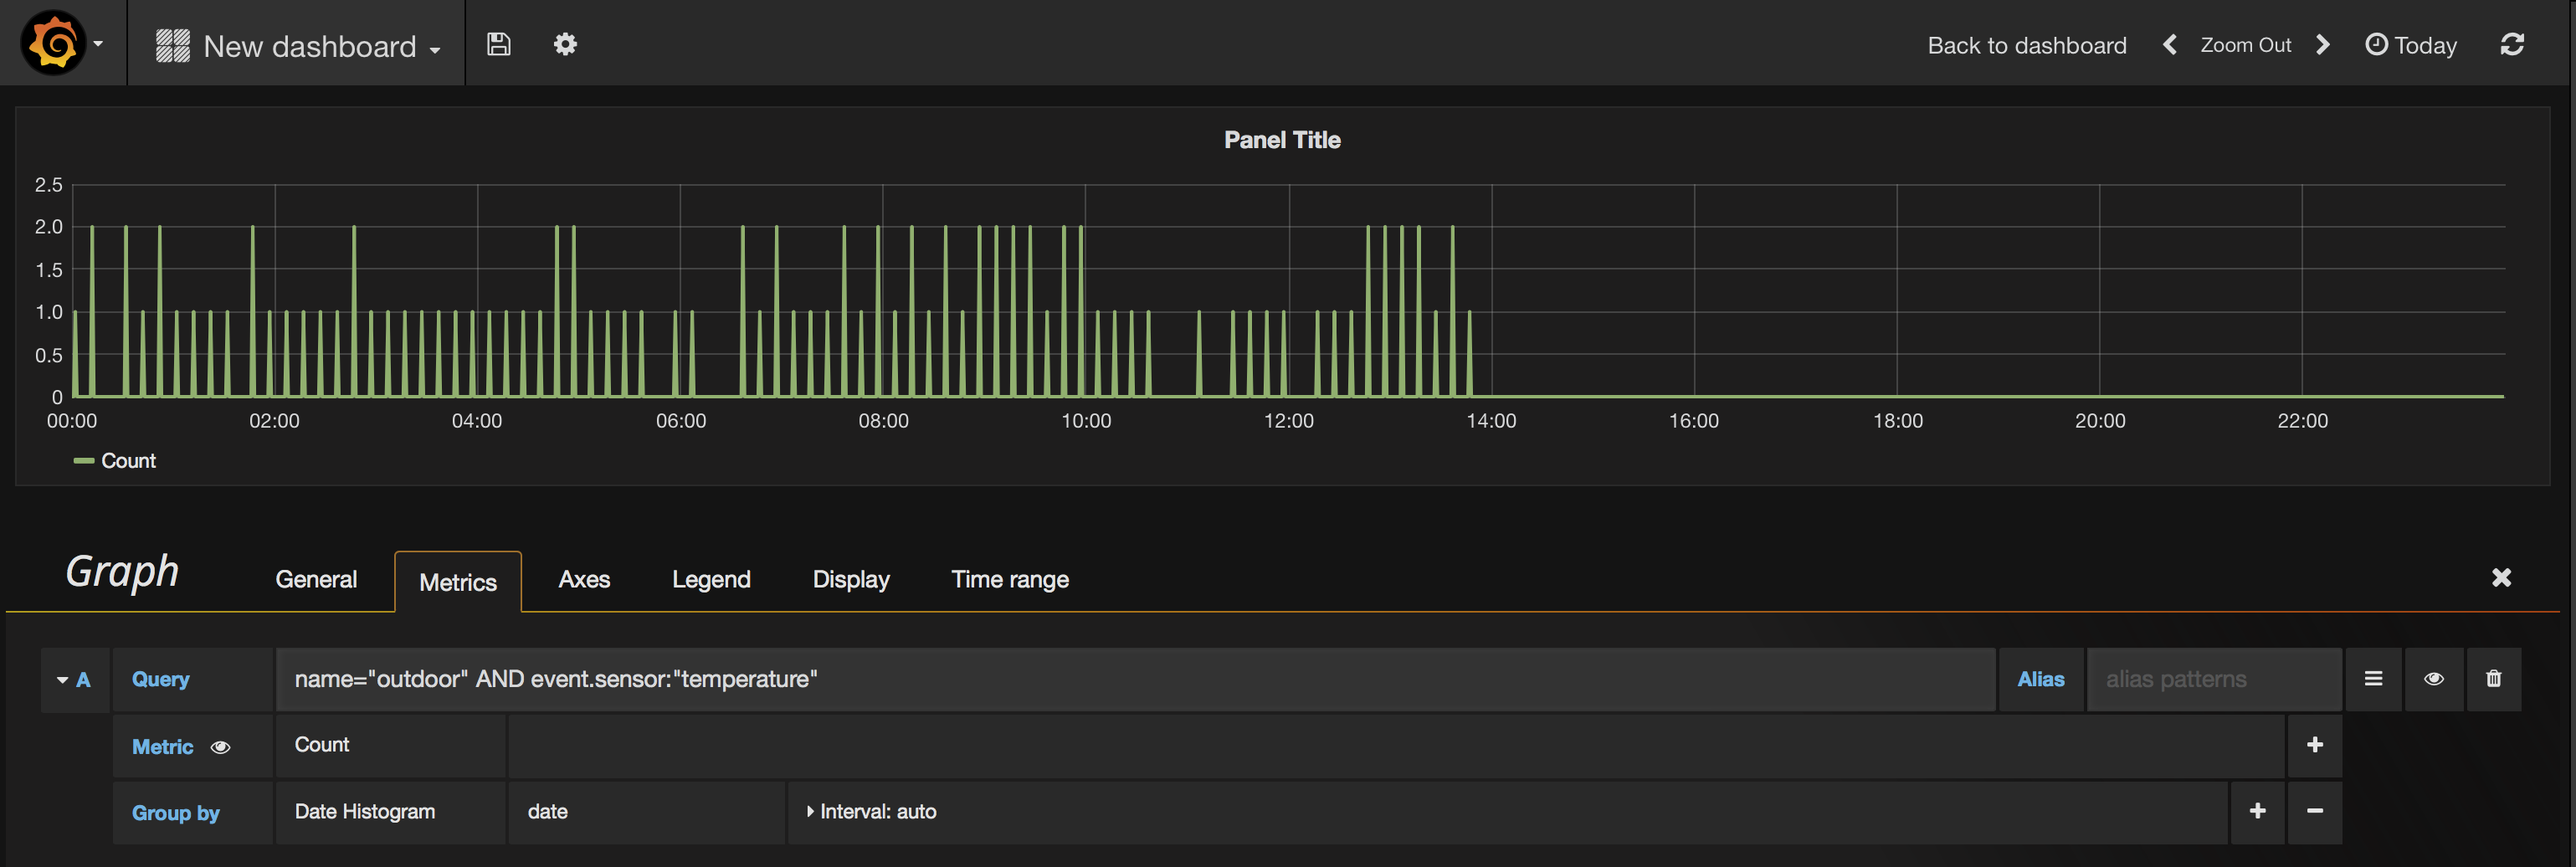 New dashboard
Back to dashboard Zoom Out Today
Panel Title
2.5
2.0
1.5
1.0
0.5
0
00:00 02:00 04:00 06:00 08:00 10:00 12:00 14:00 16:00 18:00 20:00 22:00
Count
Graph General Metrics Axes Legend Display Time range
A Query name="outdoor" AND event.sensor:"temperature" Alias alias patterns
Metric Count
Group by Date Histogram date Interval: auto